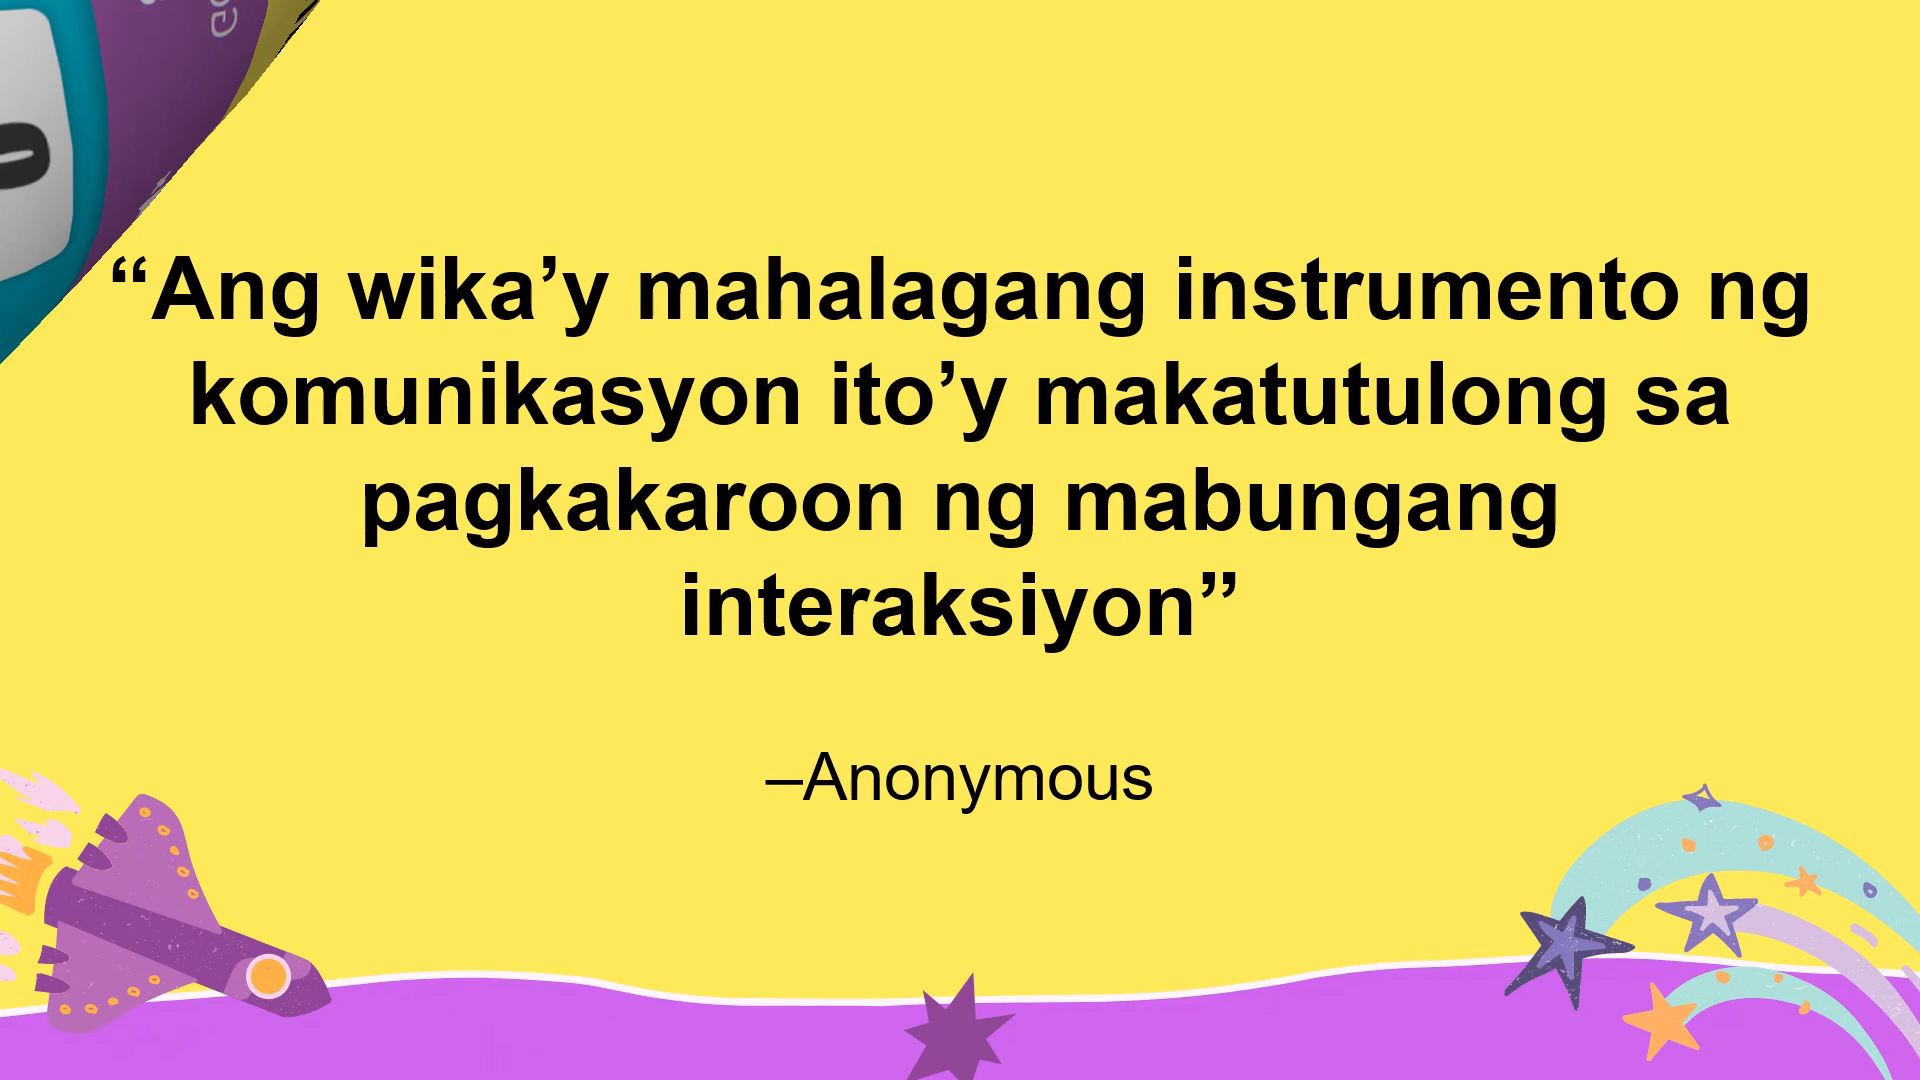 “Ang wika’y mahalagang instrumento ng
komunikasyon ito’y makatutulong sa
pagkakaroon ng mabungang
interaksiyon”
–Anonymous